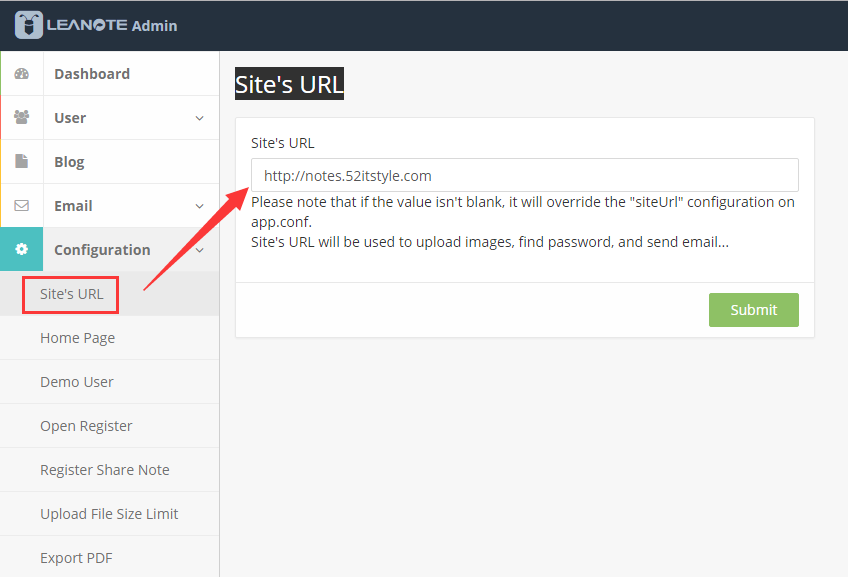 LEANOTE Admin
Dashboard
User
Blog
Email
Configuration
Site's URL
Home Page
Demo User
Open Register
Register Share Note
Upload File Size Limit
Export PDF
Site's URL
Site's URL
http://notes.52itstyle.com
Please note that if the value isn't blank, it will override the "siteUrl" configuration on
app.conf.
Site's URL will be used to upload images, find password, and send email...
Submit